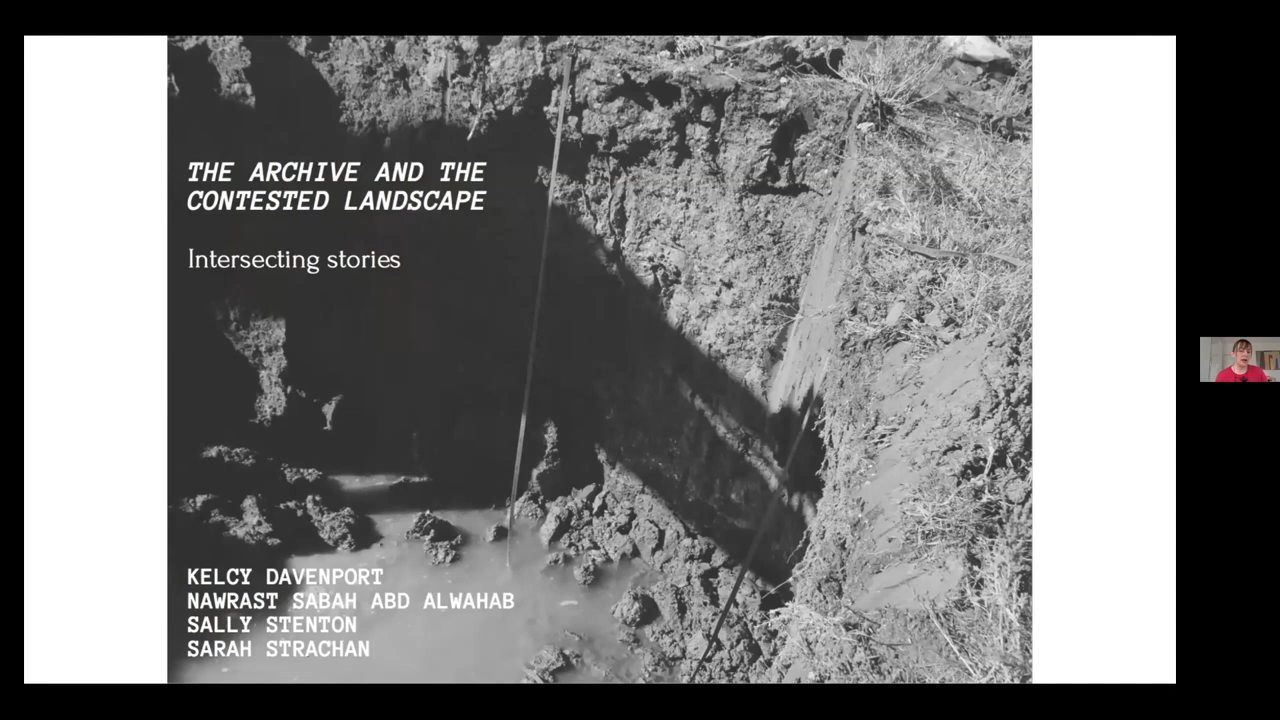 THE ARCHIVE AND THE
CONTESTED LANDSCAPE
Intersecting stories
KELCY DAVENPORT
NAWRAST SABAH ABD ALWAHAB
SALLY STENTON
SARAH STRACHAN